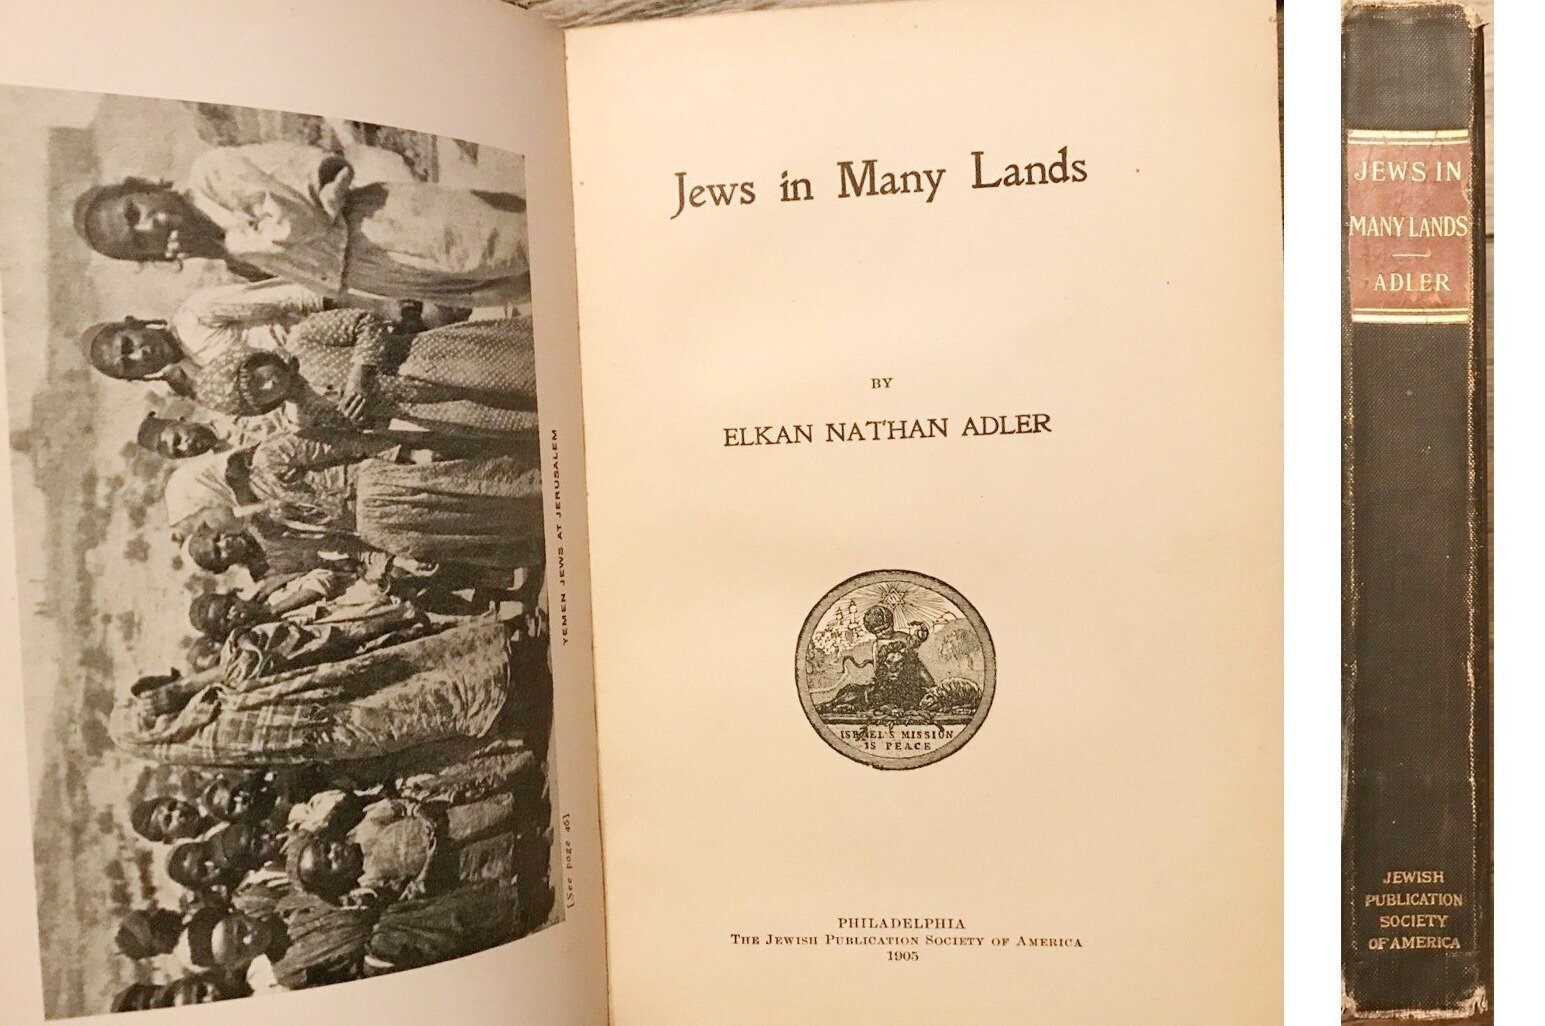 YEMEN JEWS AT JERUSALEM
[See page 46]
Jews in Many Lands
BY
ELKAN NATHAN ADLER
ISRAEL'S MISSION
IS PEACE
PHILADELPHIA
THE JEWISH PUBLICATION SOCIETY OF AMERICA
1905
JEWS IN
MANY LANDS
ADLER
JEWISH
PUBLICATION
SOCIETY
OF AMERICA